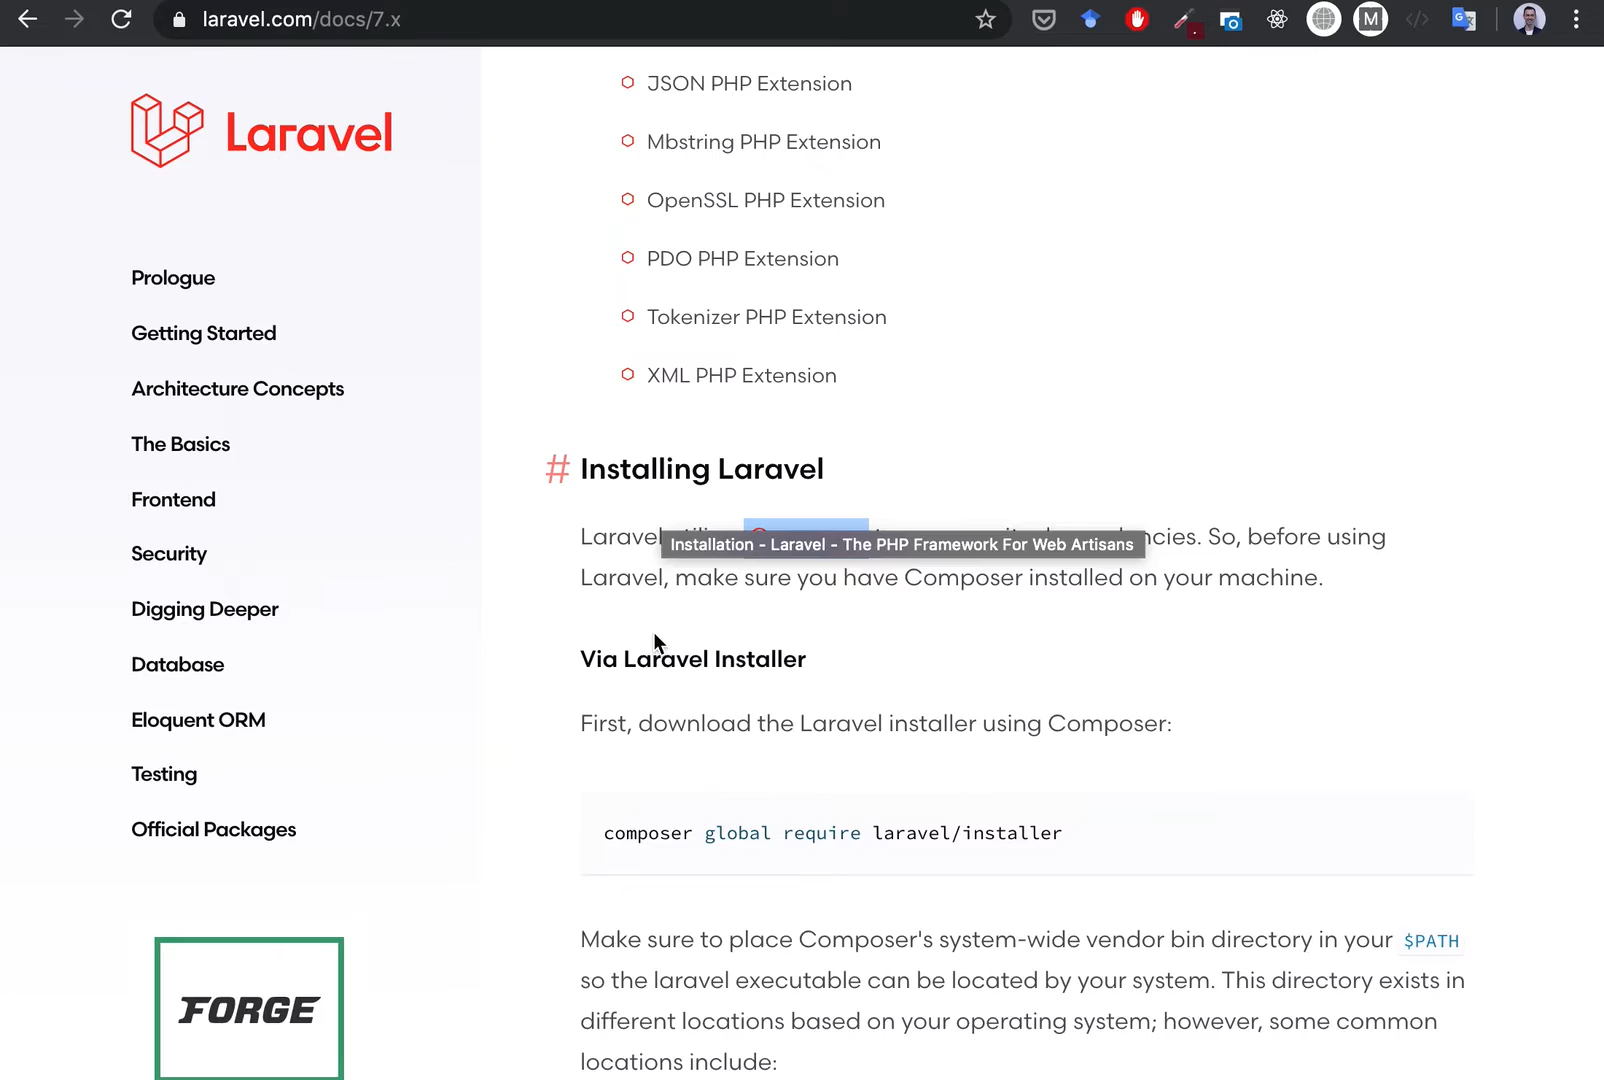 laravel.com/docs/7.x
M
Laravel
Prologue
Getting Started
Architecture Concepts
The Basics
Frontend
Security
Digging Deeper
Database
Eloquent ORM
Testing
Official Packages
FORGE
JSON PHP Extension
Mbstring PHP Extension
OpenSSL PHP Extension
PDO PHP Extension
Tokenizer PHP Extension
XML PHP Extension
# Installing Laravel
Laravel So, before using
Installation - Laravel - The PHP Framework For Web Artisans
Laravel, make sure you have Composer installed on your machine.
Via Laravel Installer
First, download the Laravel installer using Composer:
composer global require laravel/installer
Make sure to place Composer's system-wide vendor bin directory in your $PATH
so the laravel executable can be located by your system. This directory exists in
different locations based on your operating system; however, some common
locations include: